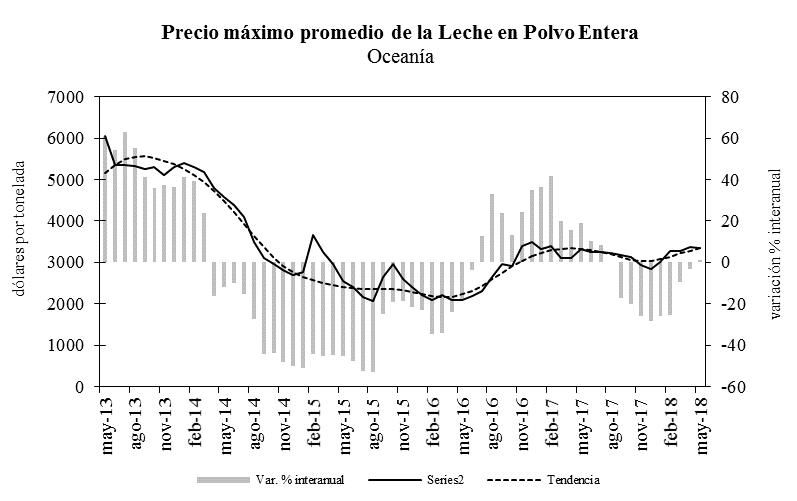 Precio máximo promedio de la Leche en Polvo Entera
Oceanía
dólares por tonelada
7000
6000
5000
4000
3000
2000
1000
0
80
60
40
20
0
-20
-40
-60
variación % interanual
may-13
ago-13
nov-13
feb-14
may-14
ago-14
nov-14
feb-15
may-15
ago-15
nov-15
feb-16
may-16
ago-16
nov-16
feb-17
may-17
ago-17
nov-17
feb-18
may-18
Var. % interanual
Series2
Tendencia